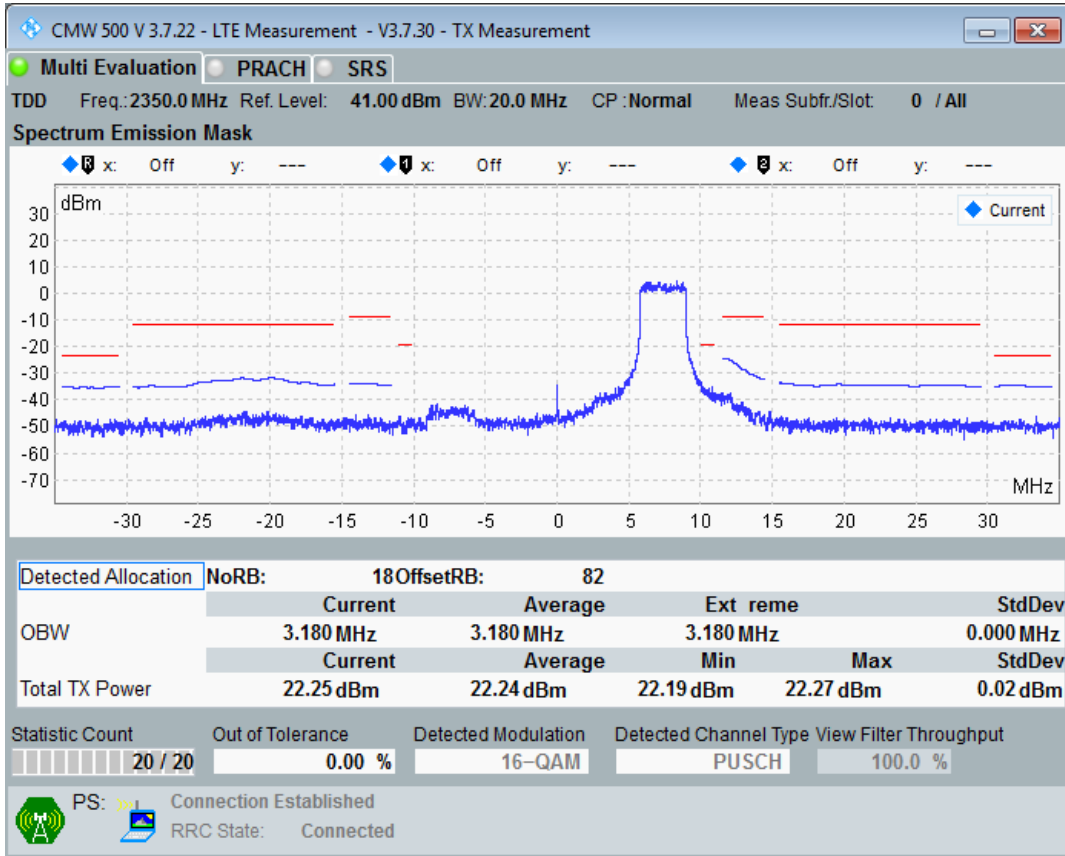 CMW 500 V 3.7.22 - LTE Measurement - V3.7.30 - TX Measurement
Multi Evaluation PRACH SRS
TDD Freq.: 2350.0 MHz Ref. Level: 41.00 dBm BW: 20.0 MHz CP : Normal Meas Subfr./Slot: 0 / All
Spectrum Emission Mask
R x: Off y: --- 1 x: Off y: --- 2 x: Off y: ---
dBm
Current
30
20
10
0
-10
-20
-30
-40
-50
-60
-70
MHz
-30 -25 -20 -15 -10 -5 0 5 10 15 20 25 30
Detected Allocation NoRB: 18 OffsetRB: 82
Current Average Ext reme StdDev
OBW 3.180 MHz 3.180 MHz 3.180 MHz 0.000 MHz
Current Average Min Max StdDev
Total TX Power 22.25 dBm 22.24 dBm 22.19 dBm 22.27 dBm 0.02 dBm
Statistic Count Out of Tolerance Detected Modulation Detected Channel Type View Filter Throughput
20 / 20 0.00 % 16-QAM PUSCH 100.0 %
PS: Connection Established
RRC State: Connected